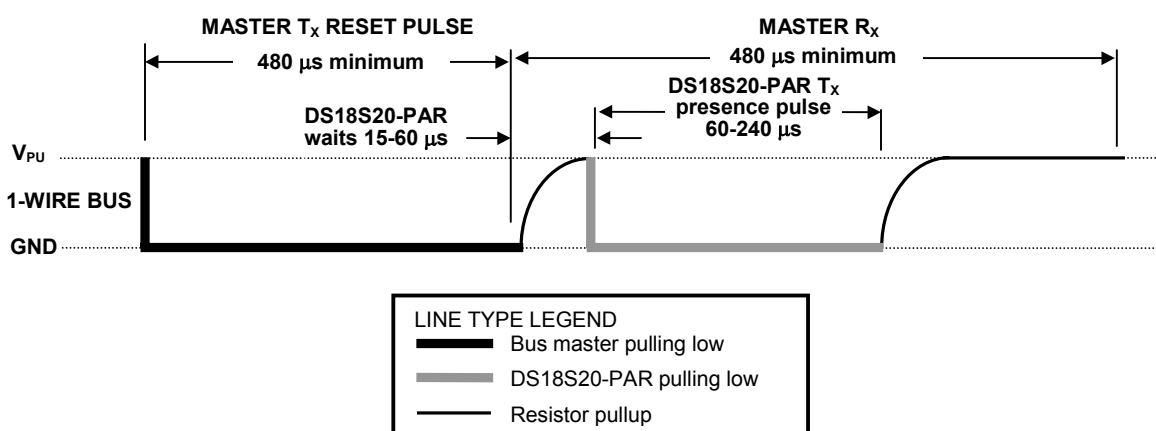 MASTER TX RESET PULSE
480 μs minimum
MASTER RX
480 μs minimum
DS18S20-PAR
waits 15-60 μs
DS18S20-PAR TX
presence pulse
60-240 μs
VPU
1-WIRE BUS
GND
LINE TYPE LEGEND
Bus master pulling low
DS18S20-PAR pulling low
Resistor pullup